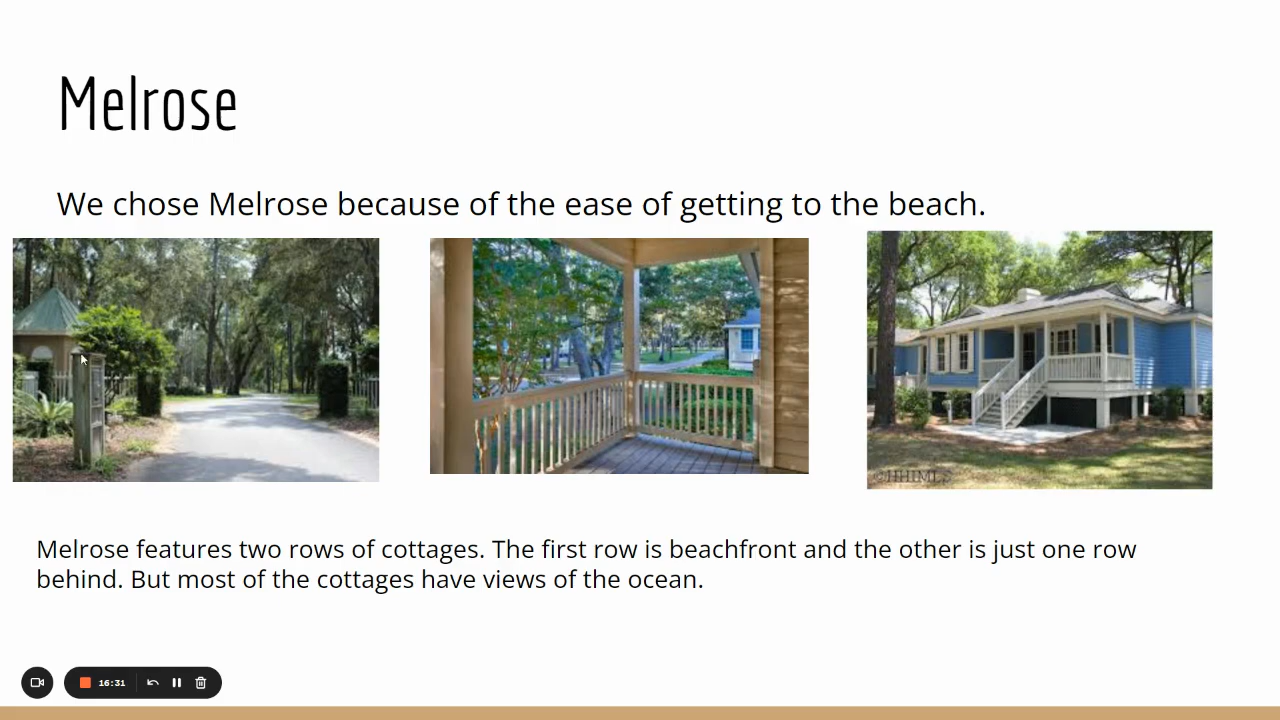 Melrose
We chose Melrose because of the ease of getting to the beach.
©HHIMLS
Melrose features two rows of cottages. The first row is beachfront and the other is just one row
behind. But most of the cottages have views of the ocean.
16:31